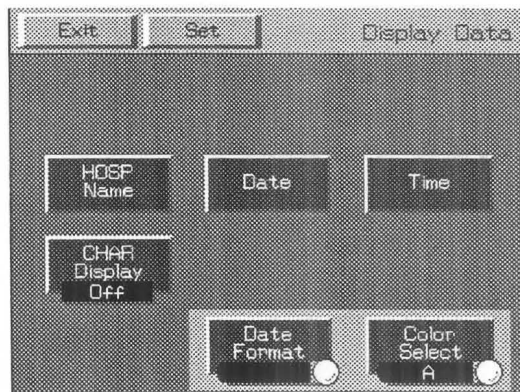 Exit
Set
Display Data
HOSP
Name
Date
Time
CHAR
Display
Off
Date
Format
Color
Select
A